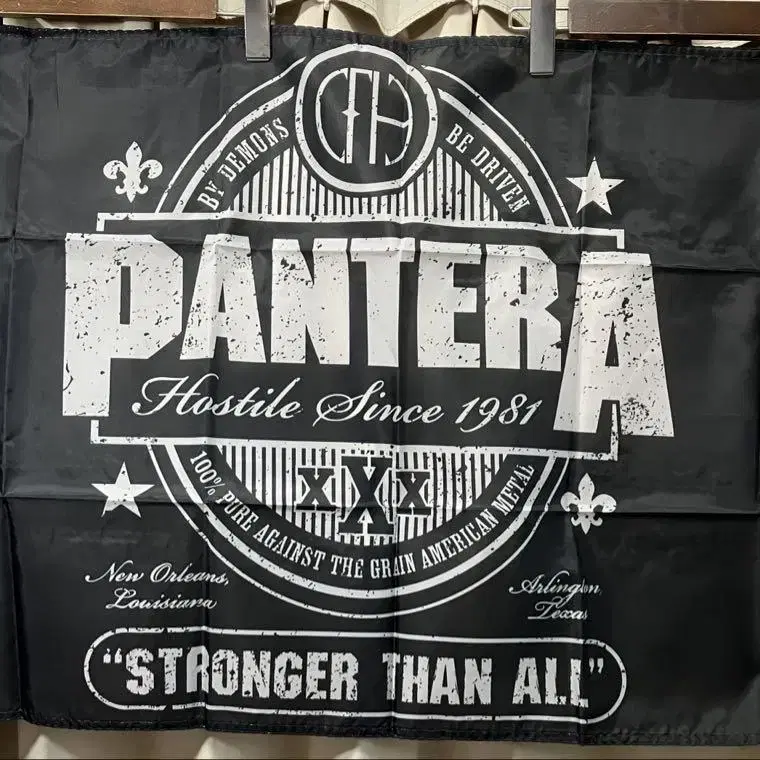 CFH
BY DEMONS
BE DRIVEN
PANTERA
Hostile Since 1981
XXX
100% PURE AGAINST THE GRAIN AMERICAN METAL
New Orleans,
Louisiana
Arlington,
Texas
“STRONGER THAN ALL”